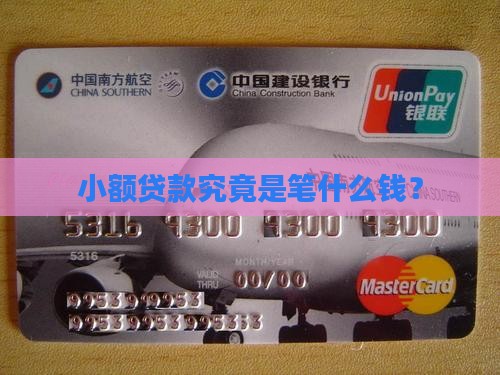 中国南方航空
CHINA SOUTHERN
中国建设银行
China Construction Bank
UnionPay
银联
小额贷款究竟是笔什么钱？
5316 4300 4300 4300
5316
MONTH/YEAR
VALID
THRU
00/00
MasterCard